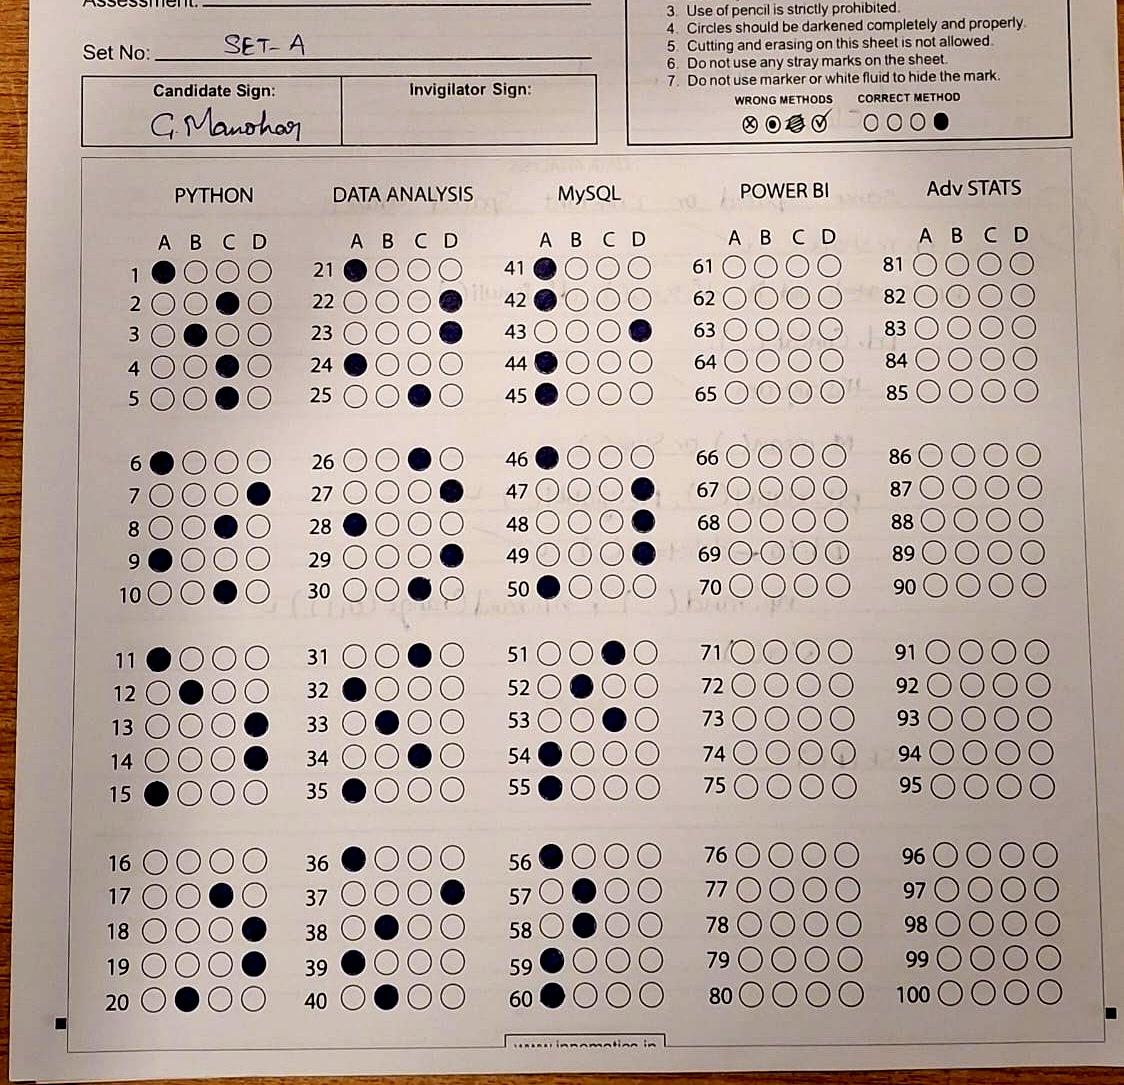 Assessment:
3. Use of pencil is strictly prohibited.
4. Circles should be darkened completely and properly.
5. Cutting and erasing on this sheet is not allowed.
6. Do not use any stray marks on the sheet.
7. Do not use marker or white fluid to hide the mark.
WRONG METHODS CORRECT METHOD
Set No: SET-A
Candidate Sign: Invigilator Sign:
G. Manohar
PYTHON DATA ANALYSIS MySQL POWER BI Adv STATS
A B C D A B C D A B C D A B C D A B C D
1 21 41 61 81
2 22 42 62 82
3 23 43 63 83
4 24 44 64 84
5 25 45 65 85
6 26 46 66 86
7 27 47 67 87
8 28 48 68 88
9 29 49 69 89
10 30 50 70 90
11 31 51 71 91
12 32 52 72 92
13 33 53 73 93
14 34 54 74 94
15 35 55 75 95
16 36 56 76 96
17 37 57 77 97
18 38 58 78 98
19 39 59 79 99
20 40 60 80 100